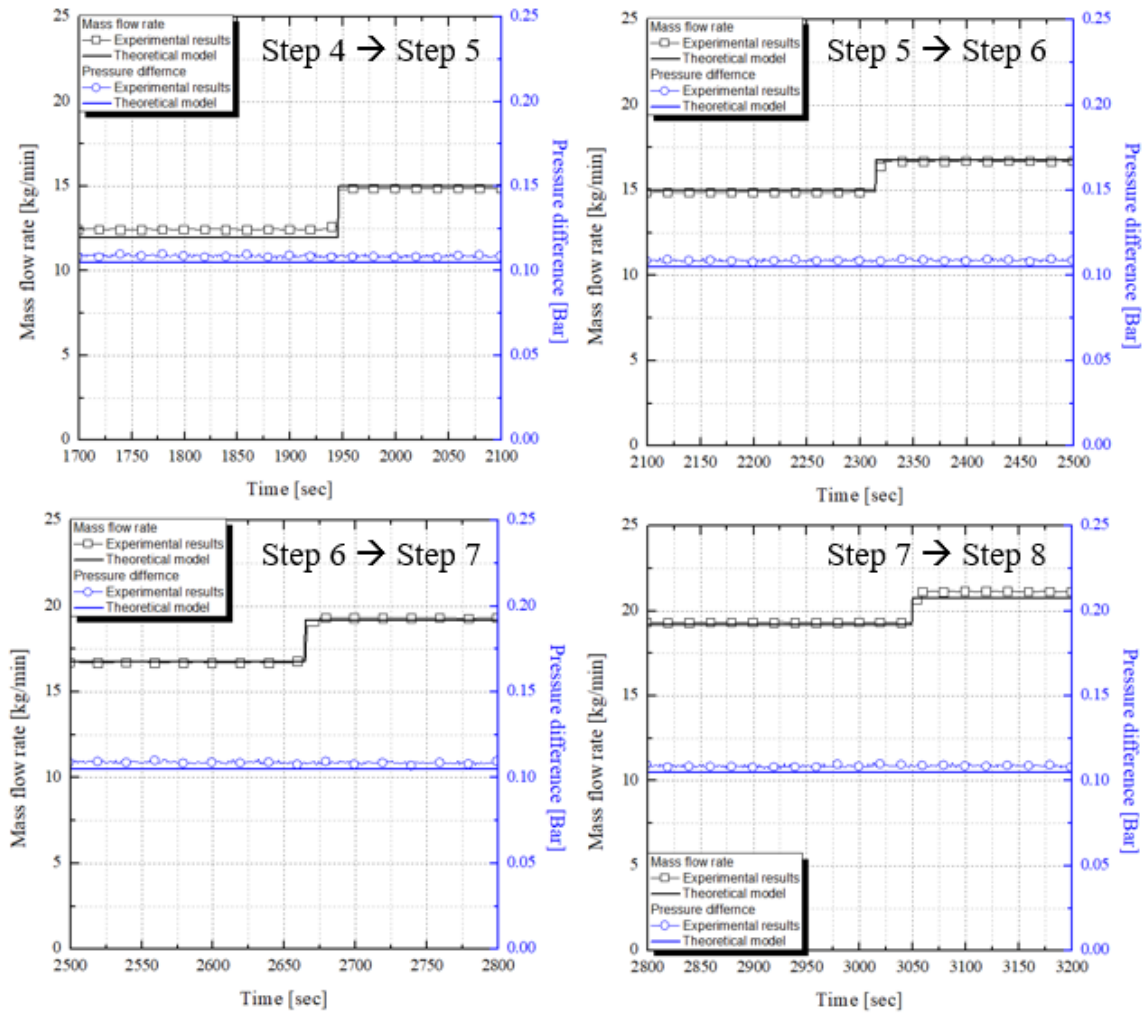 Mass flow rate
Experimental results
Theoretical model
Pressure differnce
Experimental results
Theoretical model
Step 4 → Step 5
25
20
15
10
5
0
Mass flow rate [kg/min]
0.25
0.20
0.15
0.10
0.05
0.00
Pressure difference [Bar]
1700 1750 1800 1850 1900 1950 2000 2050 2100
Time [sec]
Mass flow rate
Experimental results
Theoretical model
Pressure differnce
Experimental results
Theoretical model
Step 5 → Step 6
25
20
15
10
5
0
Mass flow rate [kg/min]
0.25
0.20
0.15
0.10
0.05
0.00
Pressure difference [Bar]
2100 2150 2200 2250 2300 2350 2400 2450 2500
Time [sec]
Mass flow rate
Experimental results
Theoretical model
Pressure differnce
Experimental results
Theoretical model
Step 6 → Step 7
25
20
15
10
5
0
Mass flow rate [kg/min]
0.25
0.20
0.15
0.10
0.05
0.00
Pressure difference [Bar]
2500 2550 2600 2650 2700 2750 2800
Time [sec]
Step 7 → Step 8
25
20
15
10
5
0
Mass flow rate [kg/min]
0.25
0.20
0.15
0.10
0.05
0.00
Pressure difference [Bar]
Mass flow rate
Experimental results
Theoretical model
Pressure differnce
Experimental results
Theoretical model
2800 2850 2900 2950 3000 3050 3100 3150 3200
Time [sec]